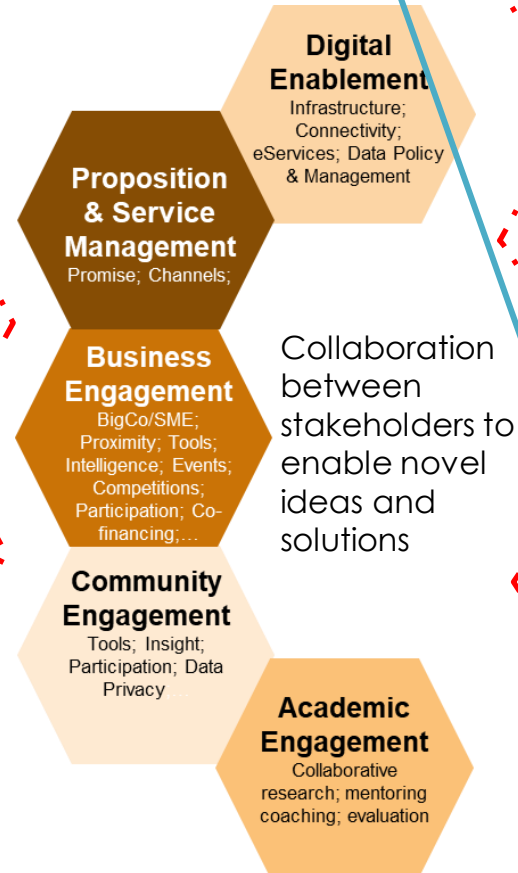 Digital
Enablement
Infrastructure;
Connectivity;
eServices; Data Policy
& Management
Proposition
& Service
Management
Promise; Channels;
Business
Engagement
BigCo/SME;
Proximity; Tools;
Intelligence; Events;
Competitions;
Participation; Co-
financing;...
Collaboration
between
stakeholders to
enable novel
ideas and
solutions
Community
Engagement
Tools; Insight;
Participation; Data
Privacy...
Academic
Engagement
Collaborative
research; mentoring
coaching; evaluation